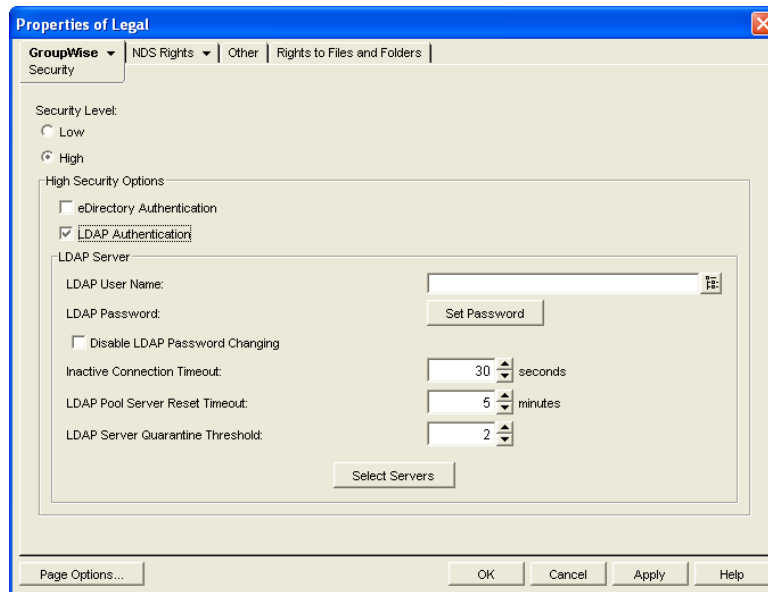 Properties of Legal
GroupWise NDS Rights Other Rights to Files and Folders
Security
Security Level:
Low
High
High Security Options
eDirectory Authentication
LDAP Authentication
LDAP Server
LDAP User Name:
LDAP Password: Set Password
Disable LDAP Password Changing
Inactive Connection Timeout: 30 seconds
LDAP Pool Server Reset Timeout: 5 minutes
LDAP Server Quarantine Threshold: 2
Select Servers
Page Options... OK Cancel Apply Help